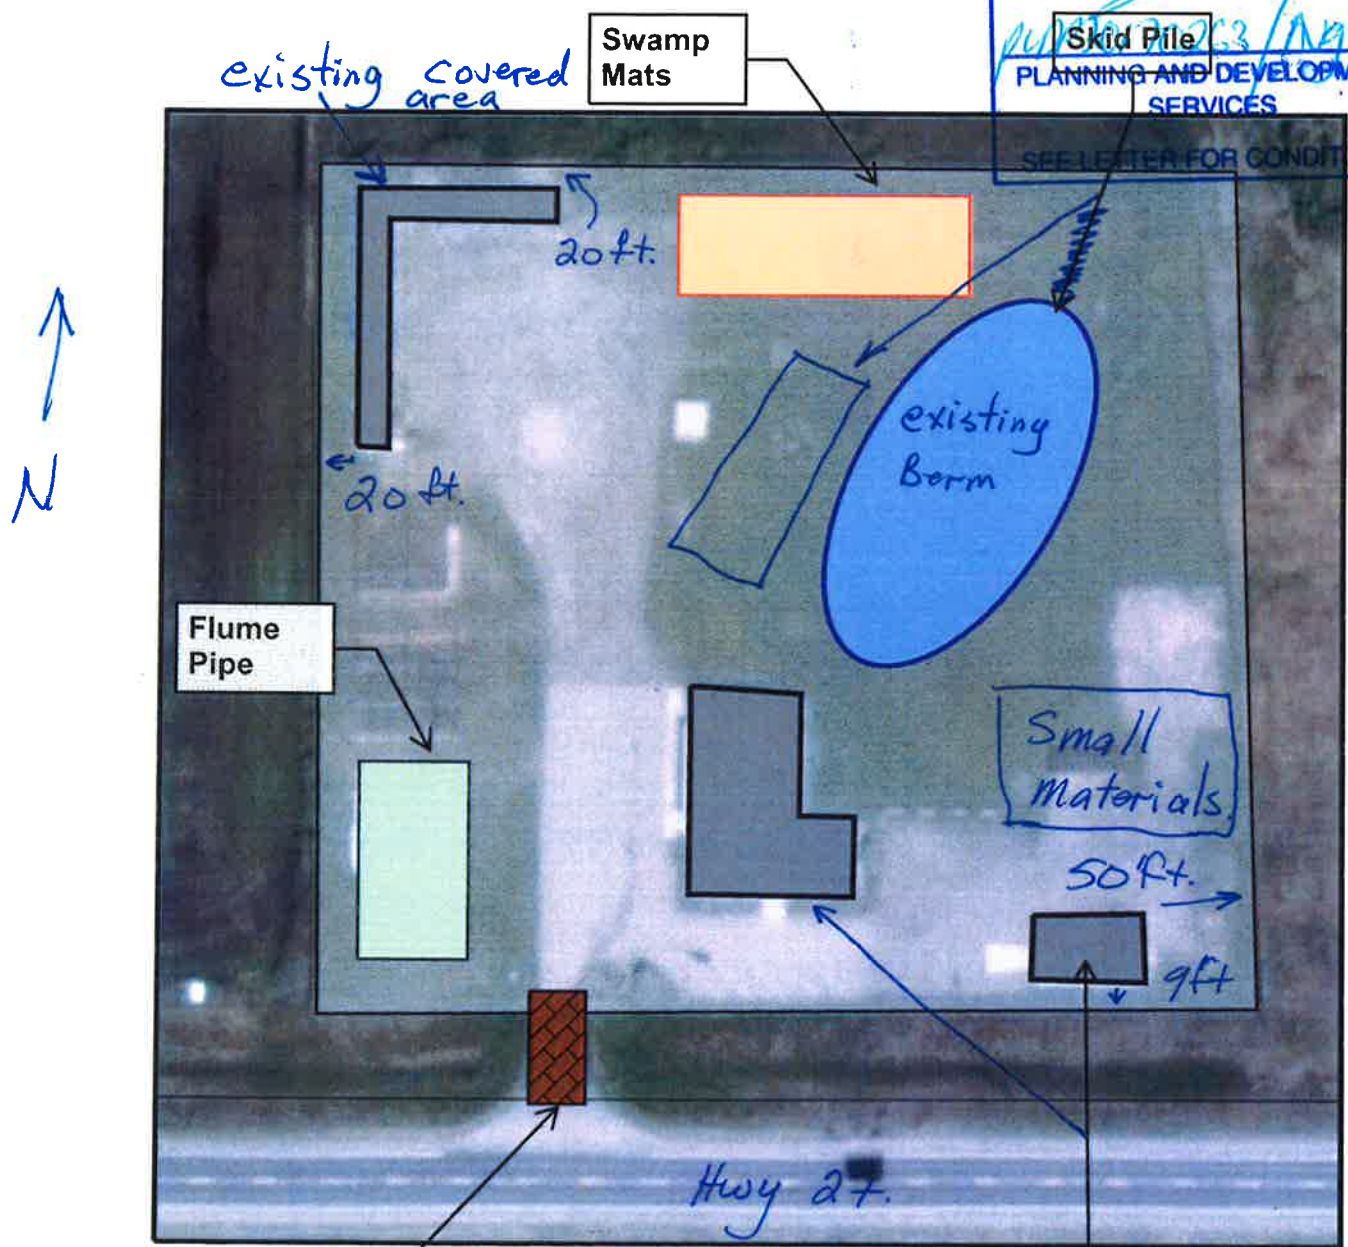 Swamp
Mats
Skid Pile
PLANNING AND DEVELOPM
SERVICES
SEE LETTER FOR CONDIT
existing covered
area
20 ft.
existing
Berm
20 ft.
N
Flume
Pipe
Small
Materials.
50 ft.
9ft
Hwy 27.